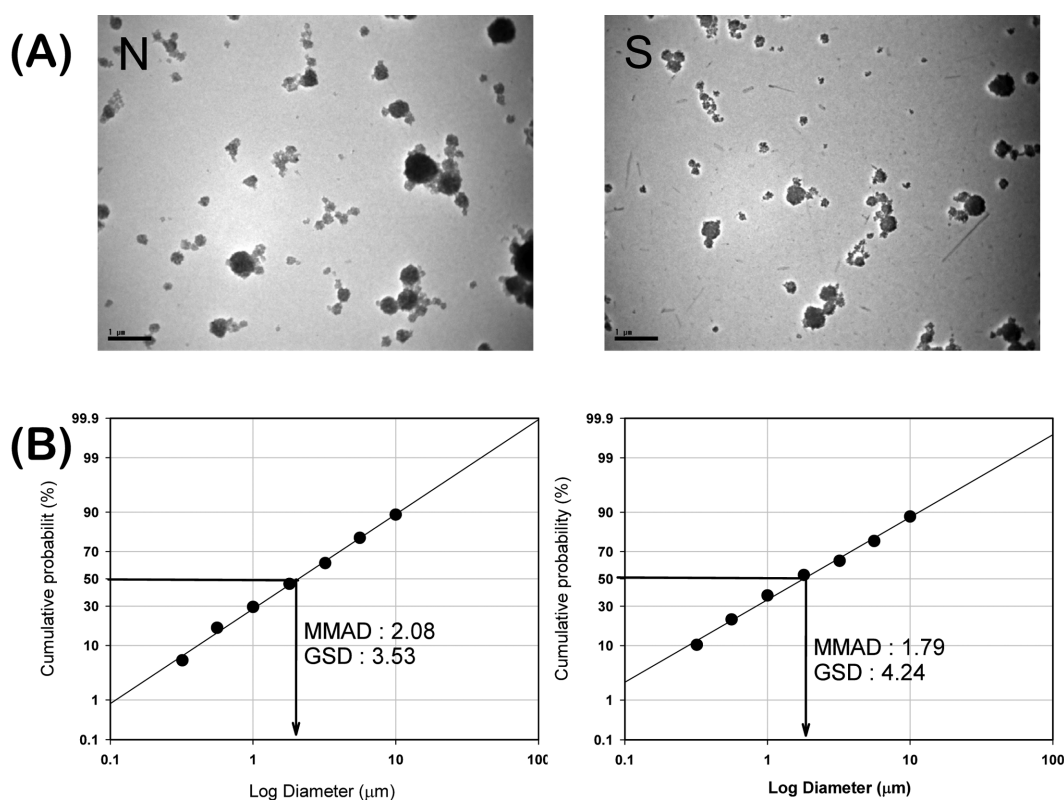 (A)
N
S
1 μm
1 μm
(B)
Cumulative probabilit (%)
99.9
99
90
70
50
30
10
1
0.1
MMAD : 2.08
GSD : 3.53
0.1
1
10
100
Log Diameter (μm)
Cumulative probability (%)
99.9
99
90
70
50
30
10
1
0.1
MMAD : 1.79
GSD : 4.24
0.1
1
10
100
Log Diameter (μm)